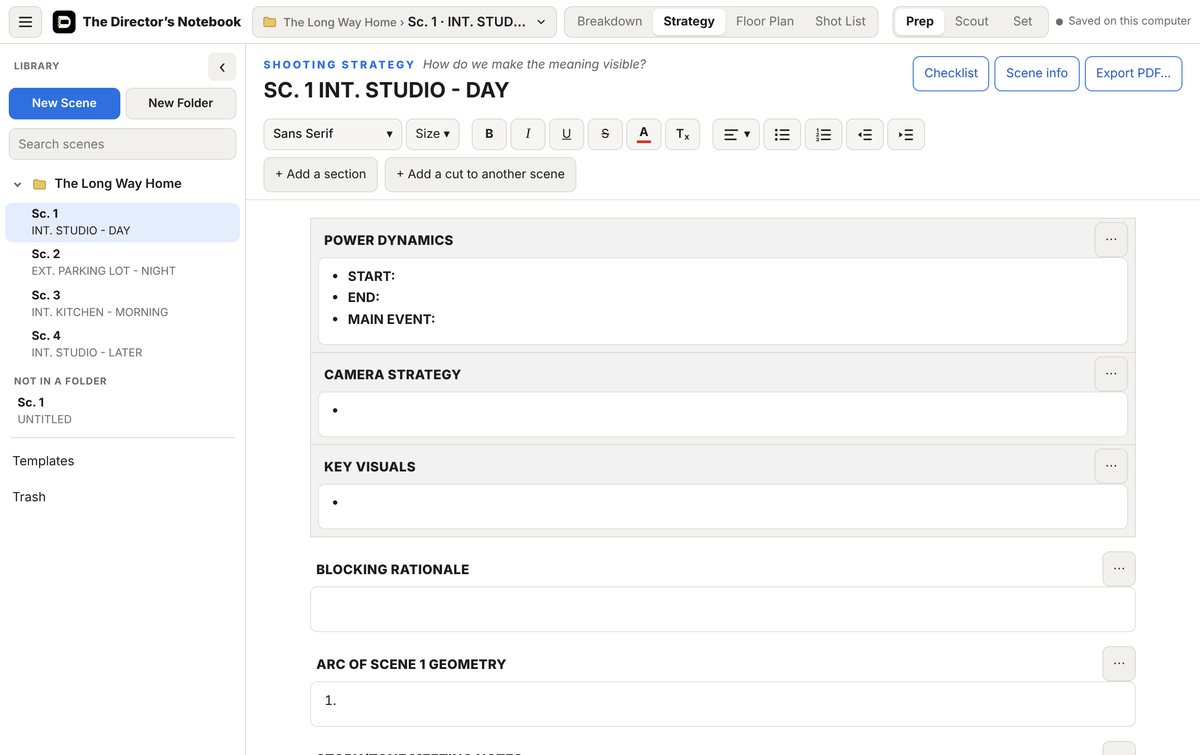 The Director's Notebook
The Long Way Home › Sc. 1 · INT. STUD...
Breakdown Strategy Floor Plan Shot List
Prep Scout Set
Saved on this computer
LIBRARY
New Scene New Folder
Search scenes
The Long Way Home
Sc. 1
INT. STUDIO - DAY
Sc. 2
EXT. PARKING LOT - NIGHT
Sc. 3
INT. KITCHEN - MORNING
Sc. 4
INT. STUDIO - LATER
NOT IN A FOLDER
Sc. 1
UNTITLED
Templates
Trash
SHOOTING STRATEGY How do we make the meaning visible?
SC. 1 INT. STUDIO - DAY
Checklist Scene info Export PDF...
Sans Serif Size B I U S A Tx
+ Add a section + Add a cut to another scene
POWER DYNAMICS
• START:
• END:
• MAIN EVENT:
CAMERA STRATEGY
•
KEY VISUALS
•
BLOCKING RATIONALE
ARC OF SCENE 1 GEOMETRY
1.